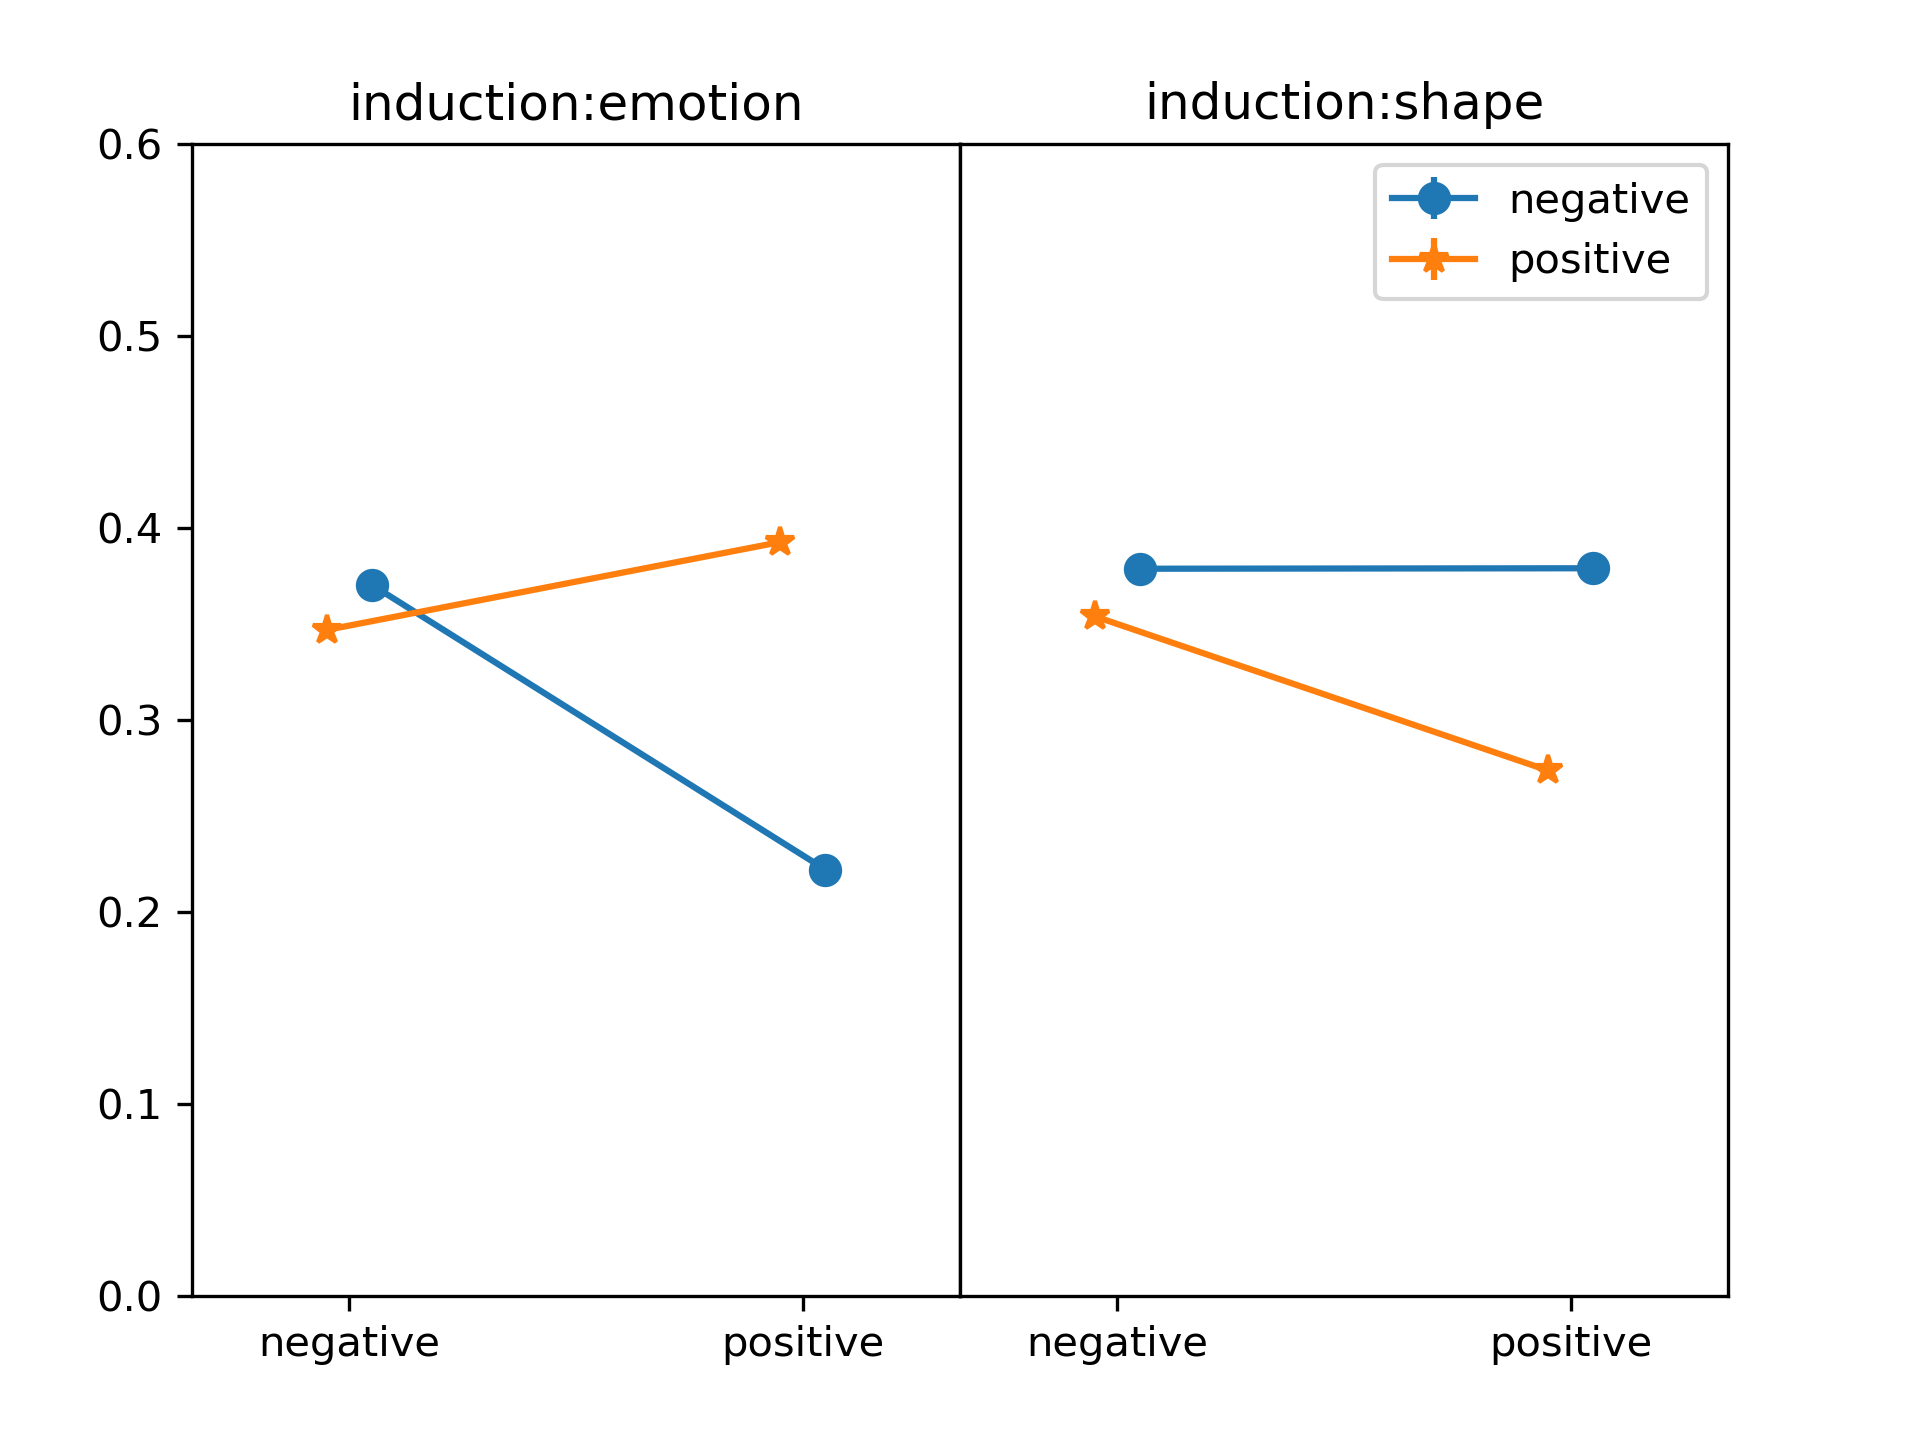 induction:emotion
induction:shape
0.6
0.5
0.4
0.3
0.2
0.1
0.0
negative
positive
negative
positive
negative
positive